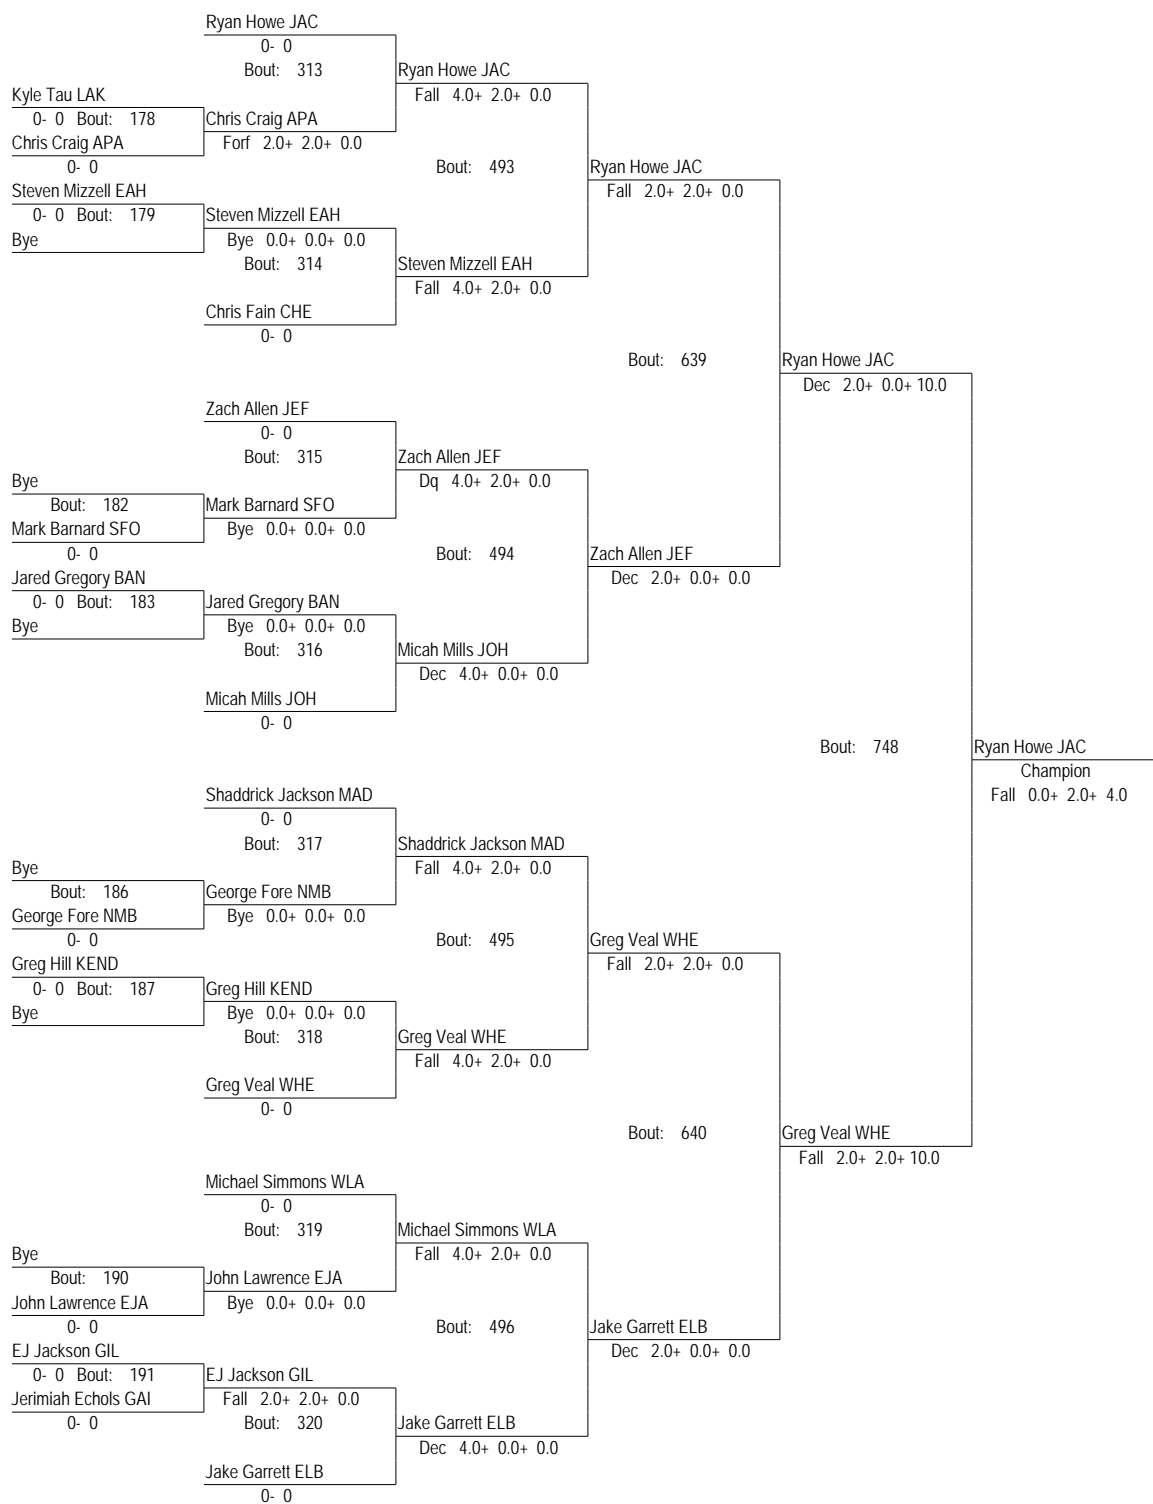 Ryan Howe JAC
0- 0
Bout: 313
Ryan Howe JAC
Kyle Tau LAK
Fall 4.0+ 2.0+ 0.0
0- 0 Bout: 178
Chris Craig APA
Chris Craig APA
Forf 2.0+ 2.0+ 0.0
0- 0
Bout: 493
Ryan Howe JAC
Steven Mizzell EAH
Fall 2.0+ 2.0+ 0.0
0- 0 Bout: 179
Steven Mizzell EAH
Bye
Bye 0.0+ 0.0+ 0.0
Bout: 314
Steven Mizzell EAH
Fall 4.0+ 2.0+ 0.0
Chris Fain CHE
0- 0
Bout: 639
Ryan Howe JAC
Dec 2.0+ 0.0+ 10.0
Zach Allen JEF
0- 0
Bout: 315
Zach Allen JEF
Bye
Dq 4.0+ 2.0+ 0.0
Bout: 182
Mark Barnard SFO
Mark Barnard SFO
Bye 0.0+ 0.0+ 0.0
0- 0
Bout: 494
Zach Allen JEF
Jared Gregory BAN
Dec 2.0+ 0.0+ 0.0
0- 0 Bout: 183
Jared Gregory BAN
Bye
Bye 0.0+ 0.0+ 0.0
Bout: 316
Micah Mills JOH
Dec 4.0+ 0.0+ 0.0
Micah Mills JOH
0- 0
Bout: 748
Ryan Howe JAC
Champion
Fall 0.0+ 2.0+ 4.0
Shaddrick Jackson MAD
0- 0
Bout: 317
Shaddrick Jackson MAD
Bye
Fall 4.0+ 2.0+ 0.0
Bout: 186
George Fore NMB
George Fore NMB
Bye 0.0+ 0.0+ 0.0
0- 0
Bout: 495
Greg Veal WHE
Greg Hill KEND
Fall 2.0+ 2.0+ 0.0
0- 0 Bout: 187
Greg Hill KEND
Bye
Bye 0.0+ 0.0+ 0.0
Bout: 318
Greg Veal WHE
Fall 4.0+ 2.0+ 0.0
Greg Veal WHE
0- 0
Bout: 640
Greg Veal WHE
Fall 2.0+ 2.0+ 10.0
Michael Simmons WLA
0- 0
Bout: 319
Michael Simmons WLA
Bye
Fall 4.0+ 2.0+ 0.0
Bout: 190
John Lawrence EJA
John Lawrence EJA
Bye 0.0+ 0.0+ 0.0
0- 0
Bout: 496
Jake Garrett ELB
EJ Jackson GIL
Dec 2.0+ 0.0+ 0.0
0- 0 Bout: 191
EJ Jackson GIL
Jerimiah Echols GAI
Fall 2.0+ 2.0+ 0.0
0- 0
Bout: 320
Jake Garrett ELB
Dec 4.0+ 0.0+ 0.0
Jake Garrett ELB
0- 0